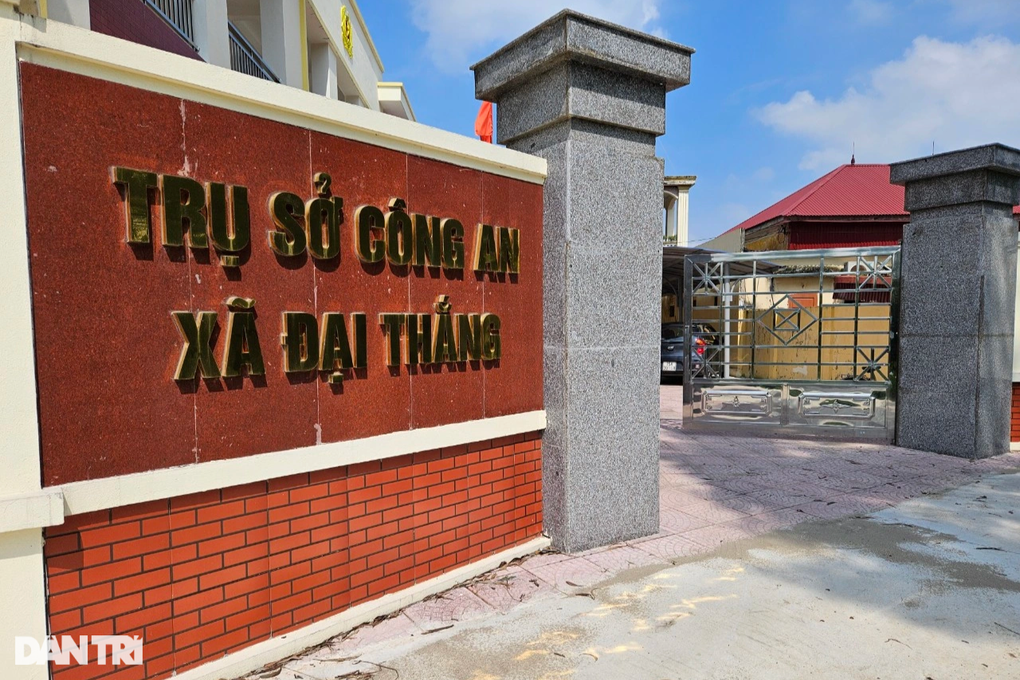 TRỤ SỞ CÔNG AN
XÃ ĐẠI THẮNG
DÂN TRÍ